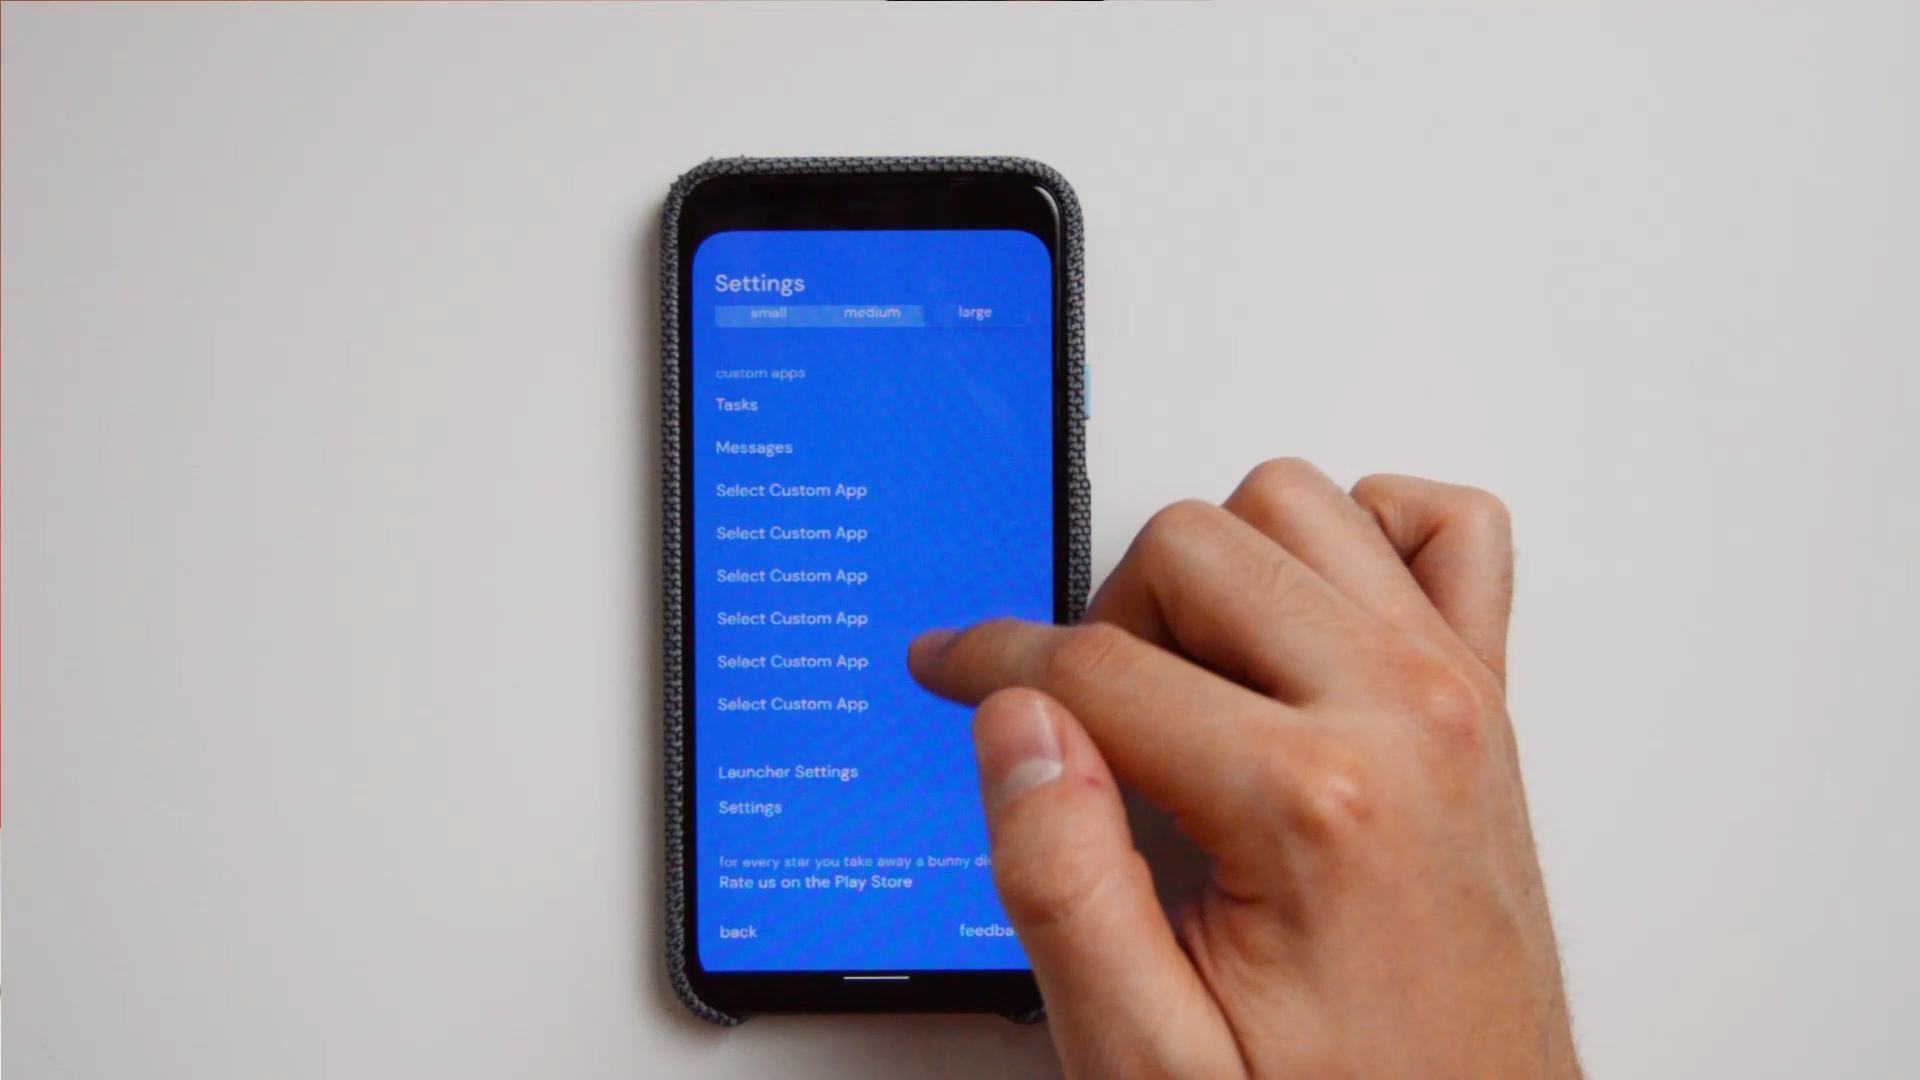 Settings
small medium large
custom apps
Tasks
Messages
Select Custom App
Select Custom App
Select Custom App
Select Custom App
Select Custom App
Select Custom App
Launcher Settings
Settings
for every star you take away a bunny
Rate us on the Play Store
back